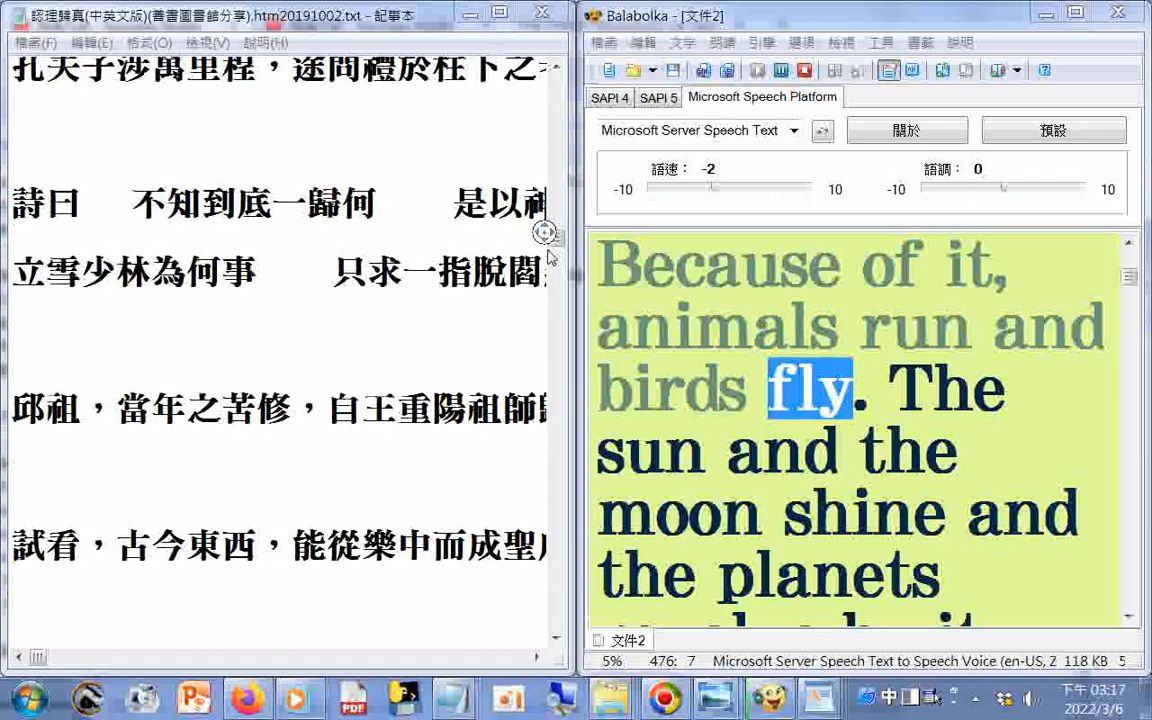 認理歸真(中英文版)(善書圖書館分享).htm20191002.txt - 記事本
檔案(F) 編輯(E) 格式(O) 檢視(V) 說明(H)
孔夫子涉萬里程，途問禮於柱下之
詩曰 不知到底一歸何 是以神
立雪少林為何事 只求一指脫閻
邱祖，當年之苦修，自王重陽祖師
試看，古今東西，能從樂中而成聖
Balabolka - [文件2]
檔案 編輯 文字 朗讀 引擎 選項 檢視 工具 書籤 說明
SAPI 4 SAPI 5 Microsoft Speech Platform
Microsoft Server Speech Text 關於 預設
語速： -2 語調： 0
-10 10 -10 10
Because of it,
animals run and
birds fly. The
sun and the
moon shine and
the planets
文件2
5% 476: 7 Microsoft Server Speech Text to Speech Voice (en-US, Z 118 KB 5
中
下午 03:17
2022/3/6